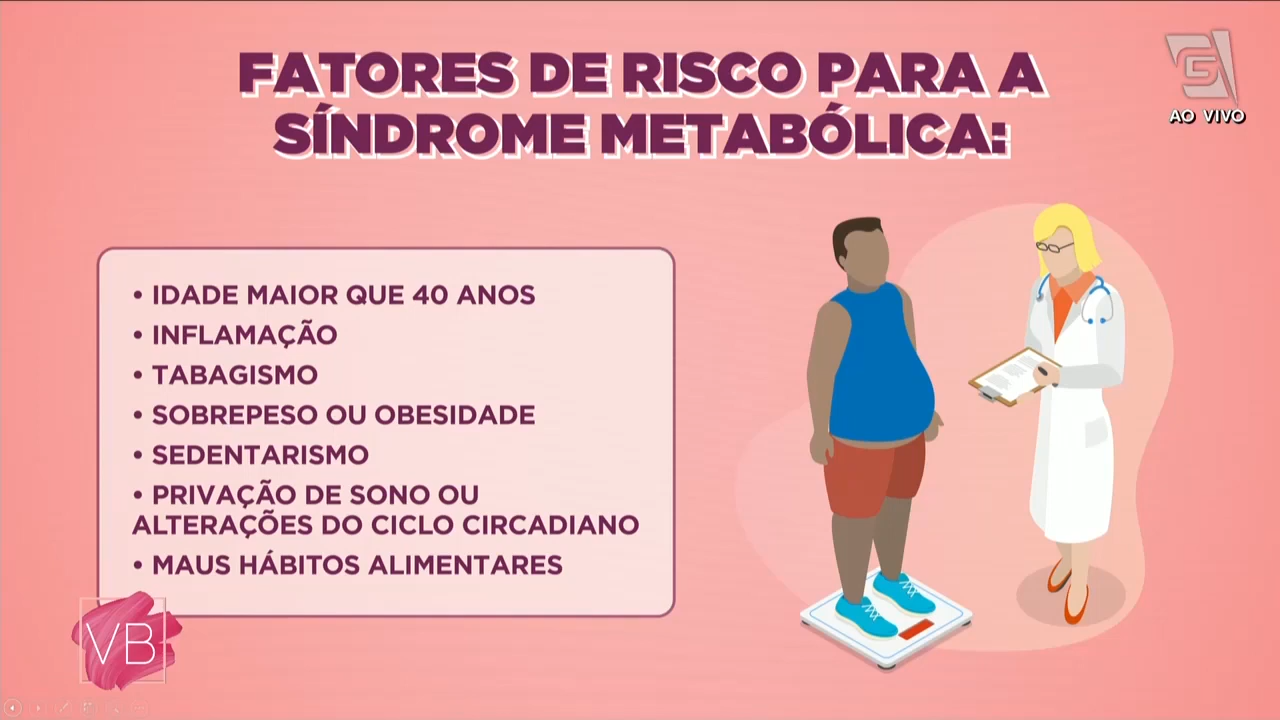 FATORES DE RISCO PARA A
SÍNDROME METABÓLICA:
AO VIVO
• IDADE MAIOR QUE 40 ANOS
• INFLAMAÇÃO
• TABAGISMO
• SOBREPESO OU OBESIDADE
• SEDENTARISMO
• PRIVAÇÃO DE SONO OU
ALTERAÇÕES DO CICLO CIRCADIANO
• MAUS HÁBITOS ALIMENTARES
VB